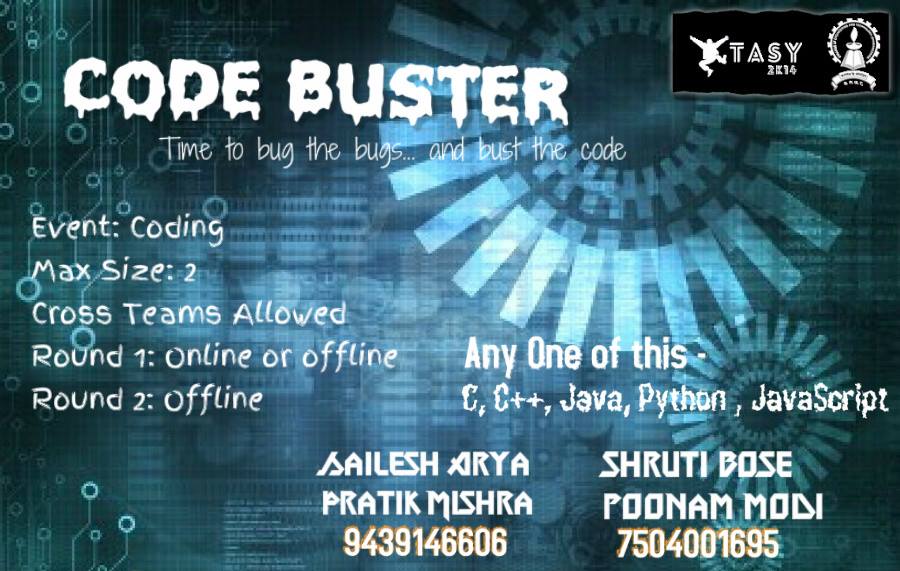 XTASY
2K14
CODE BUSTER
Time to bug the bugs... and bust the code
Event: Coding
Max Size: 2
Cross Teams Allowed
Round 1: Online or offline
Round 2: Offline
Any One of this -
C, C++, Java, Python , JavaScript
SAILESH ARYA
PRATIK MISHRA
9439146606
SHRUTI BOSE
POONAM MODI
7504001695